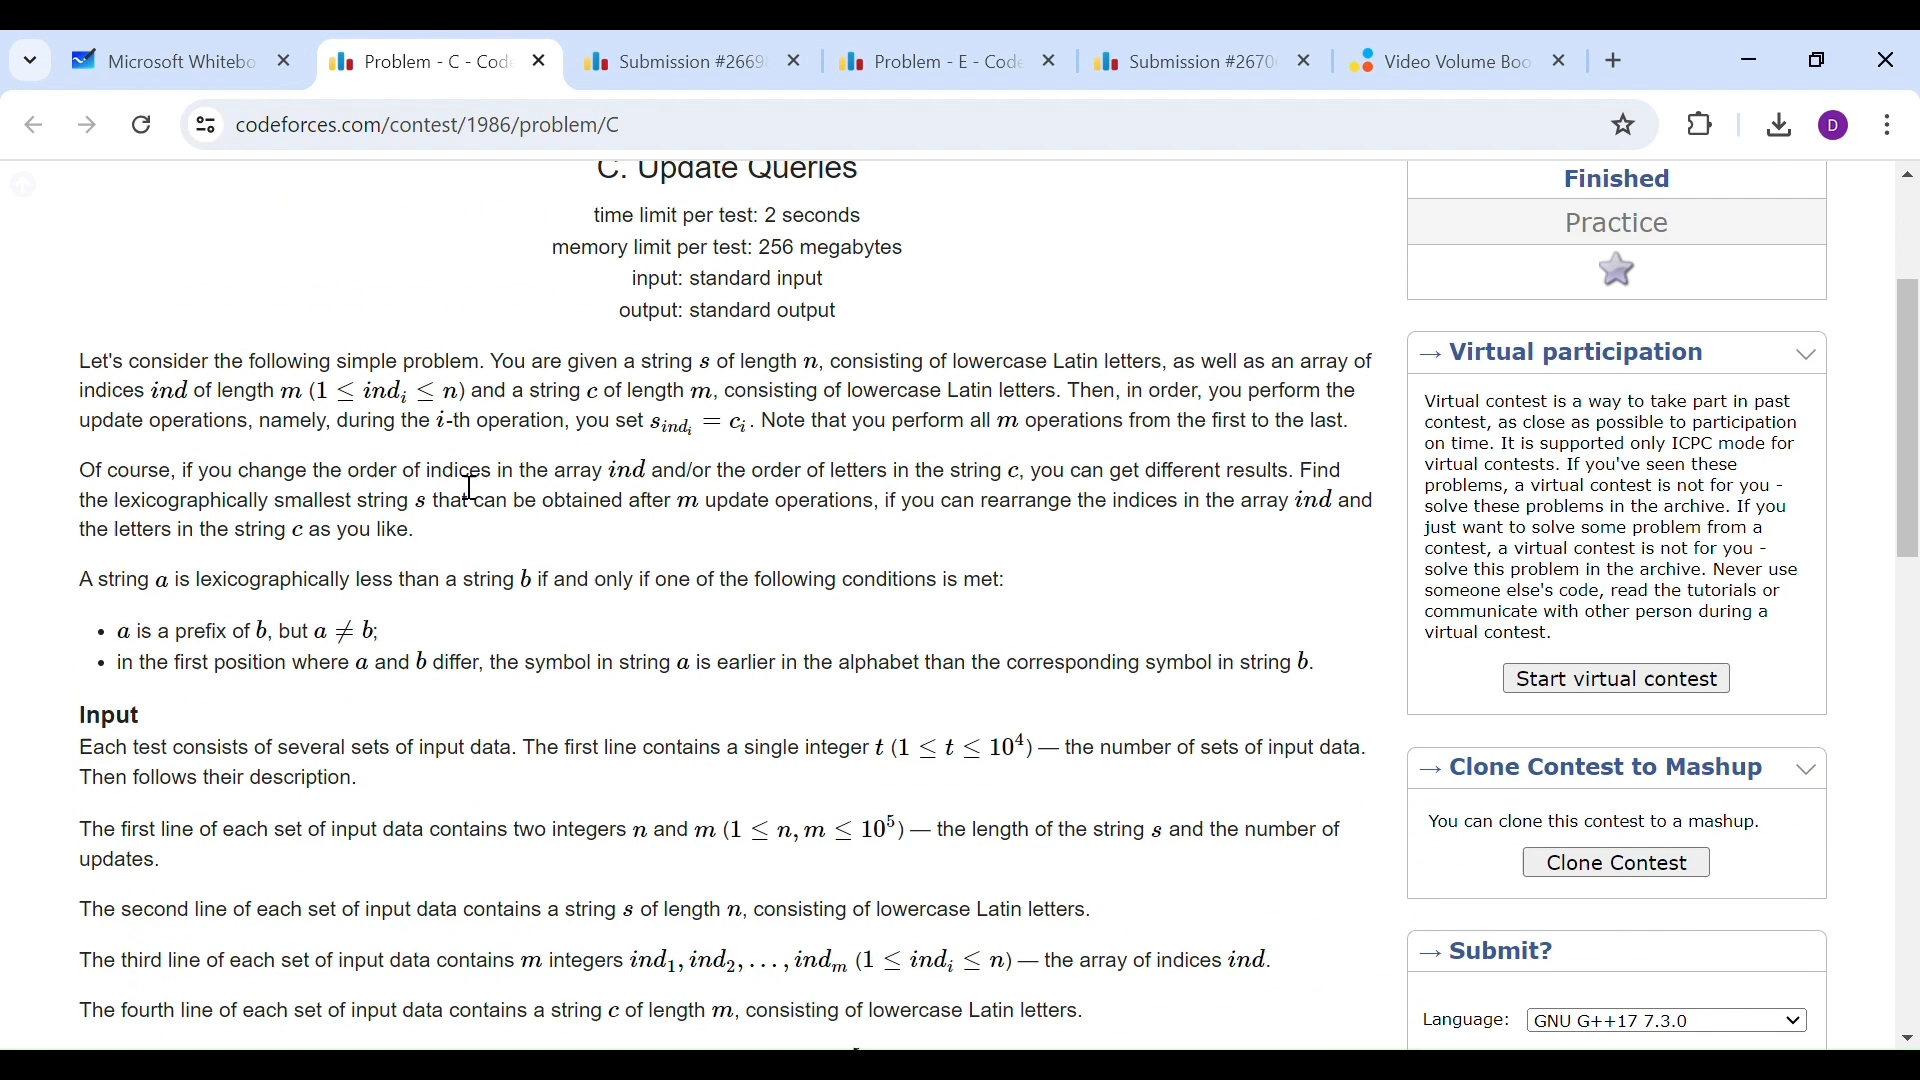 Microsoft Whitebo
Problem - C - Code
Submission #2669
Problem - E - Code
Submission #2670
Video Volume Boo
codeforces.com/contest/1986/problem/C
D
C. Update Queries
time limit per test: 2 seconds
memory limit per test: 256 megabytes
input: standard input
output: standard output
Let's consider the following simple problem. You are given a string s of length n, consisting of lowercase Latin letters, as well as an array of
indices ind of length m (1 ≤ ind_i ≤ n) and a string c of length m, consisting of lowercase Latin letters. Then, in order, you perform the
update operations, namely, during the i-th operation, you set s_{ind_i} = c_i. Note that you perform all m operations from the first to the last.
Of course, if you change the order of indices in the array ind and/or the order of letters in the string c, you can get different results. Find
the lexicographically smallest string s that can be obtained after m update operations, if you can rearrange the indices in the array ind and
the letters in the string c as you like.
A string a is lexicographically less than a string b if and only if one of the following conditions is met:
• a is a prefix of b, but a ≠ b;
• in the first position where a and b differ, the symbol in string a is earlier in the alphabet than the corresponding symbol in string b.
Input
Each test consists of several sets of input data. The first line contains a single integer t (1 ≤ t ≤ 10^4) — the number of sets of input data.
Then follows their description.
The first line of each set of input data contains two integers n and m (1 ≤ n, m ≤ 10^5) — the length of the string s and the number of
updates.
The second line of each set of input data contains a string s of length n, consisting of lowercase Latin letters.
The third line of each set of input data contains m integers ind_1, ind_2, ..., ind_m (1 ≤ ind_i ≤ n) — the array of indices ind.
The fourth line of each set of input data contains a string c of length m, consisting of lowercase Latin letters.
Finished
Practice
→ Virtual participation
Virtual contest is a way to take part in past
contest, as close as possible to participation
on time. It is supported only ICPC mode for
virtual contests. If you've seen these
problems, a virtual contest is not for you -
solve these problems in the archive. If you
just want to solve some problem from a
contest, a virtual contest is not for you -
solve this problem in the archive. Never use
someone else's code, read the tutorials or
communicate with other person during a
virtual contest.
Start virtual contest
→ Clone Contest to Mashup
You can clone this contest to a mashup.
Clone Contest
→ Submit?
Language: GNU G++17 7.3.0